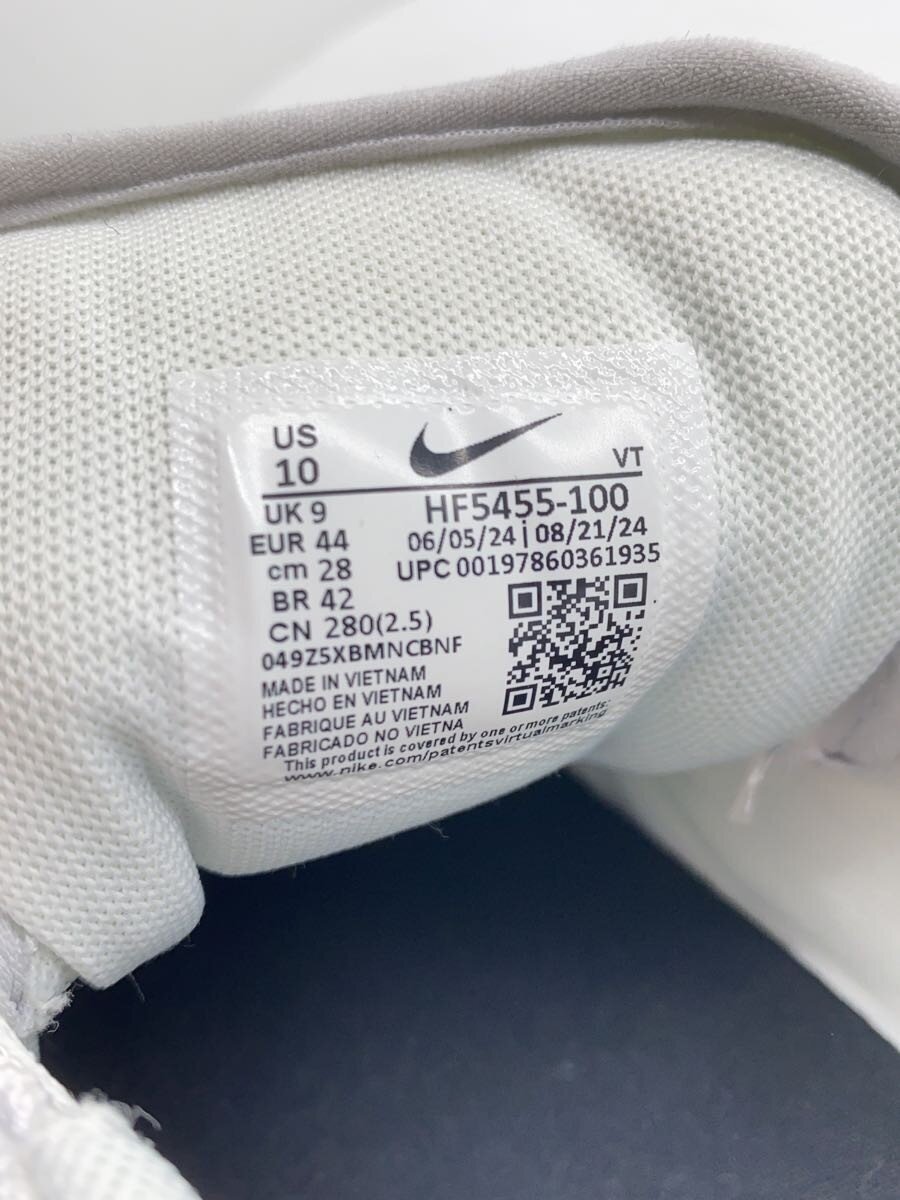 US
10
VT
UK 9
HF5455-100
EUR 44
06/05/24 | 08/21/24
cm 28
UPC 00197860361935
BR 42
CN 280(2.5)
049Z5XBMNCBNF
MADE IN VIETNAM
HECHO EN VIETNAM
FABRIQUE AU VIETNAM
FABRICADO NO VIETNA
This product is covered by one or more patents:
www.nike.com/patentsvirtualmarking